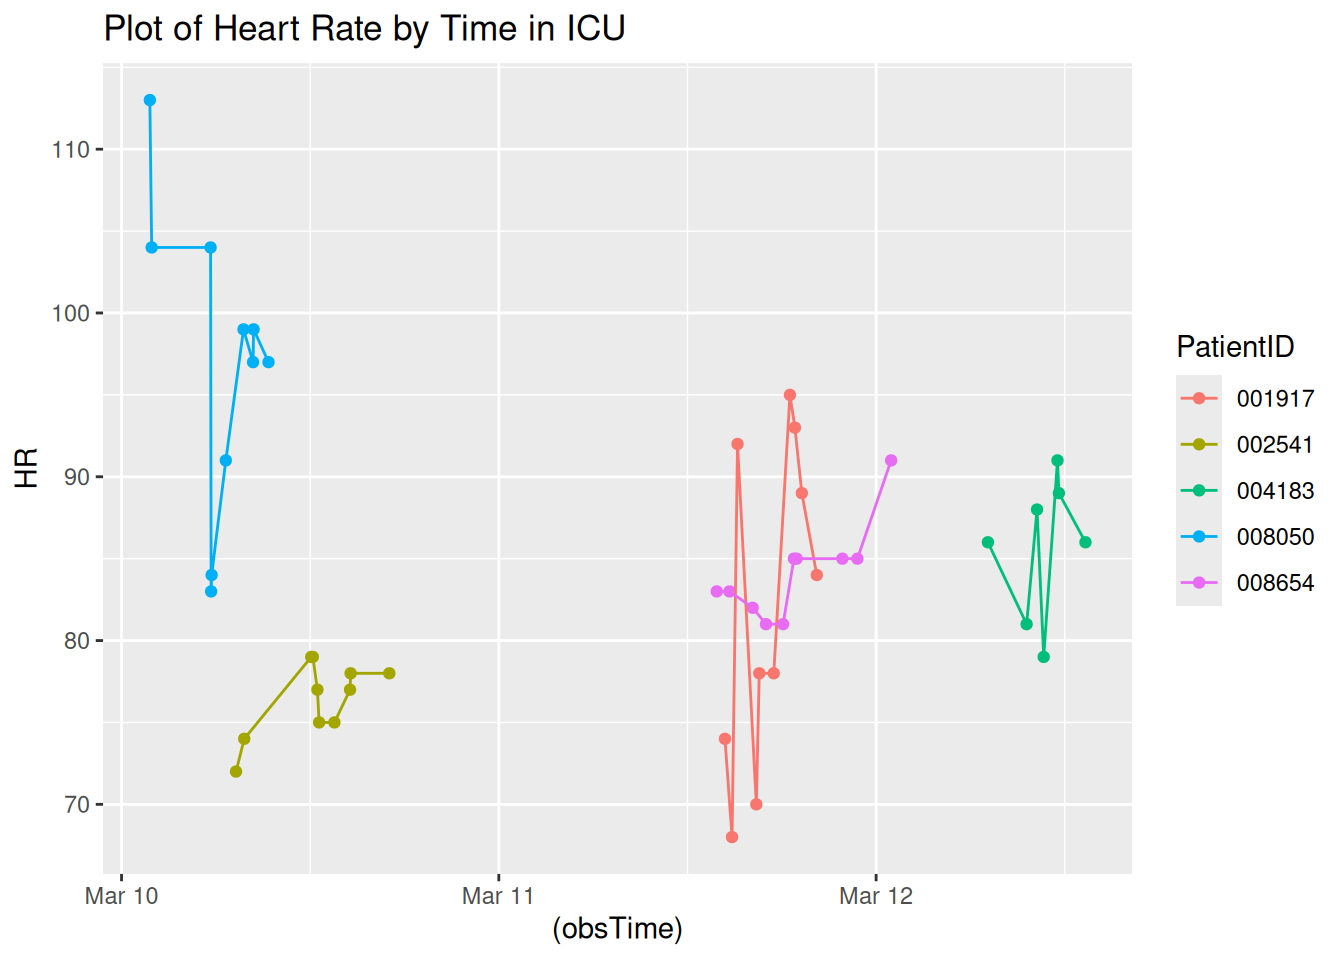 Plot of Heart Rate by Time in ICU
110
100
90
80
70
HR
Mar 10
Mar 11
Mar 12
(obsTime)
PatientID
001917
002541
004183
008050
008654